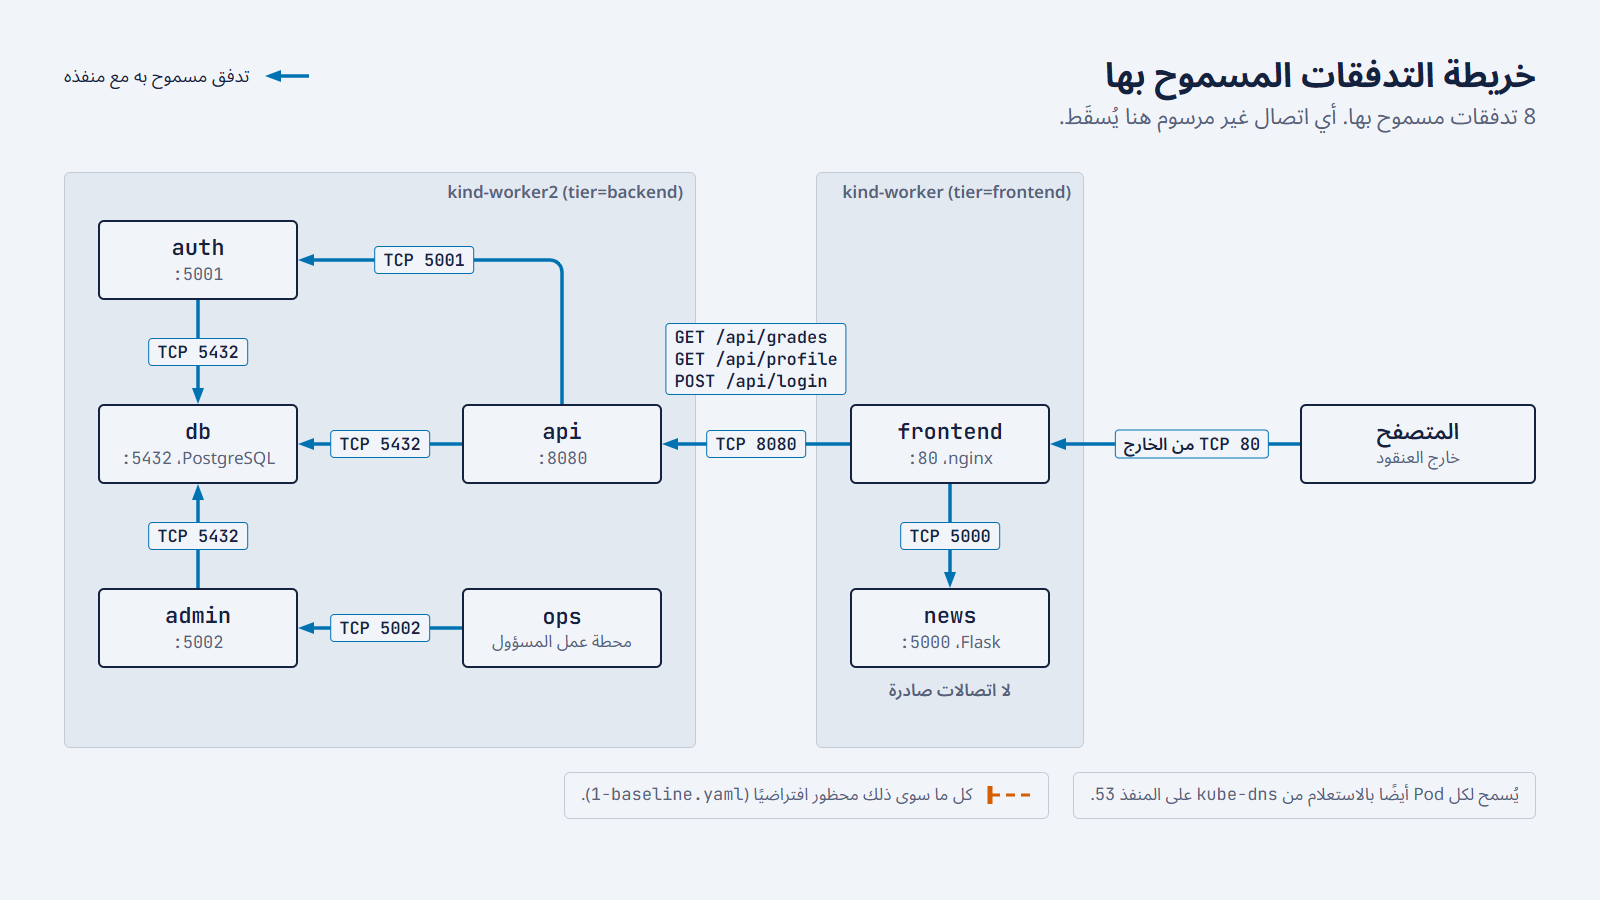 خريطة التدفقات المسموح بها
8 تدفقات مسموح بها. أي اتصال غير مرسوم هنا يُسقَط.
تدفق مسموح به مع منفذه
kind-worker (tier=frontend)
kind-worker2 (tier=backend)
المتصفح
خارج العنقود
TCP 80 من الخارج
frontend
nginx، :80
TCP 5000
news
Flask، :5000
لا اتصالات صادرة
GET /api/grades
GET /api/profile
POST /api/login
TCP 8080
api
:8080
TCP 5001
auth
:5001
TCP 5432
TCP 5432
db
PostgreSQL، :5432
TCP 5432
admin
:5002
TCP 5002
ops
محطة عمل المسؤول
يُسمح لكل Pod أيضًا بالاستعلام من kube-dns على المنفذ 53.
كل ما سوى ذلك محظور افتراضيًا (1-baseline.yaml).